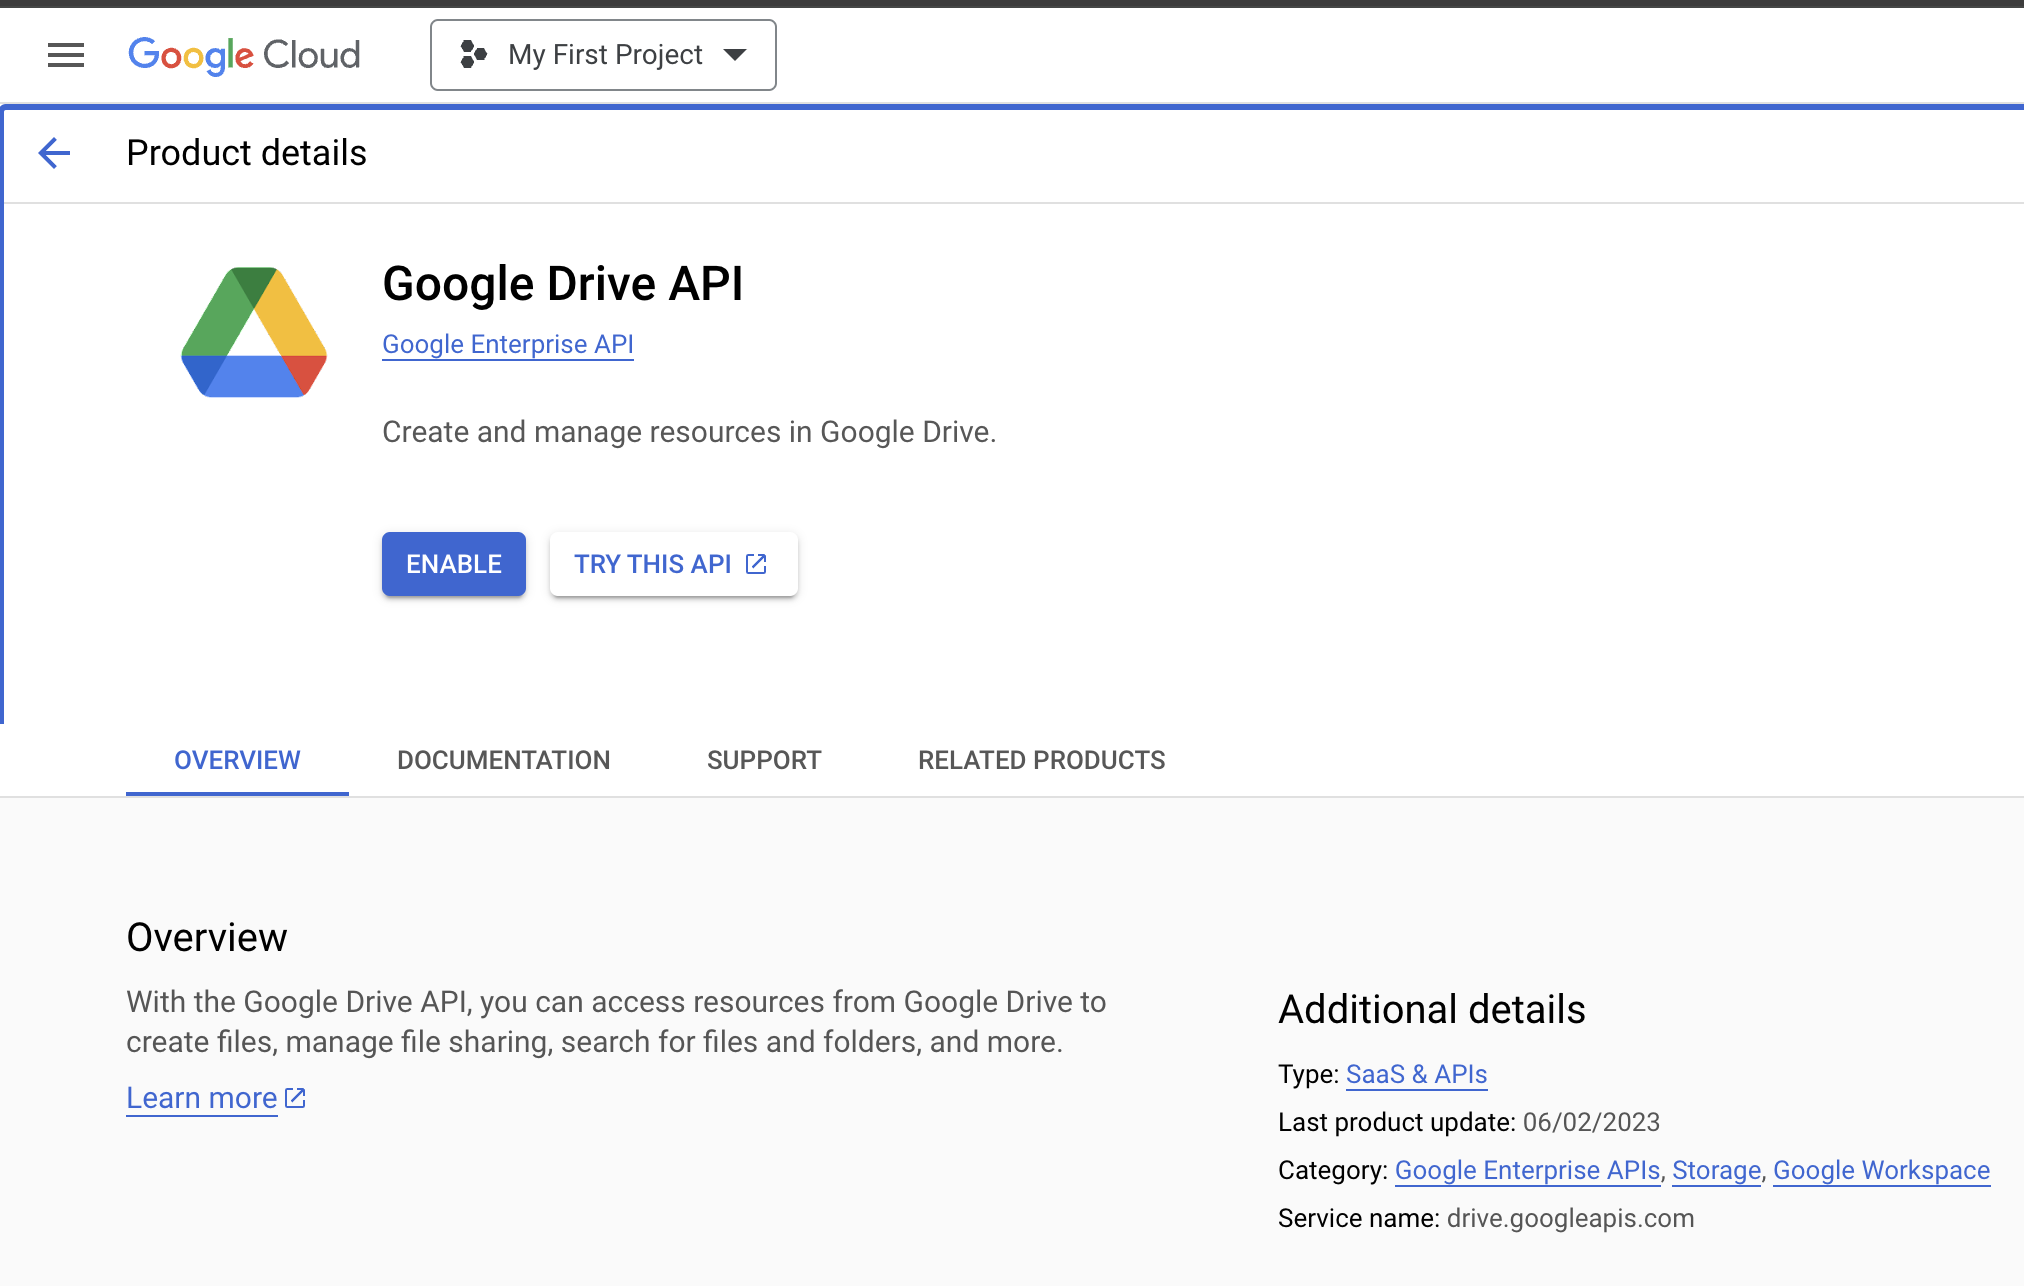 Google Cloud
My First Project
Product details
Google Drive API
Google Enterprise API
Create and manage resources in Google Drive.
ENABLE
TRY THIS API
OVERVIEW
DOCUMENTATION
SUPPORT
RELATED PRODUCTS
Overview
With the Google Drive API, you can access resources from Google Drive to
create files, manage file sharing, search for files and folders, and more.
Learn more
Additional details
Type: SaaS & APIs
Last product update: 06/02/2023
Category: Google Enterprise APIs, Storage, Google Workspace
Service name: drive.googleapis.com